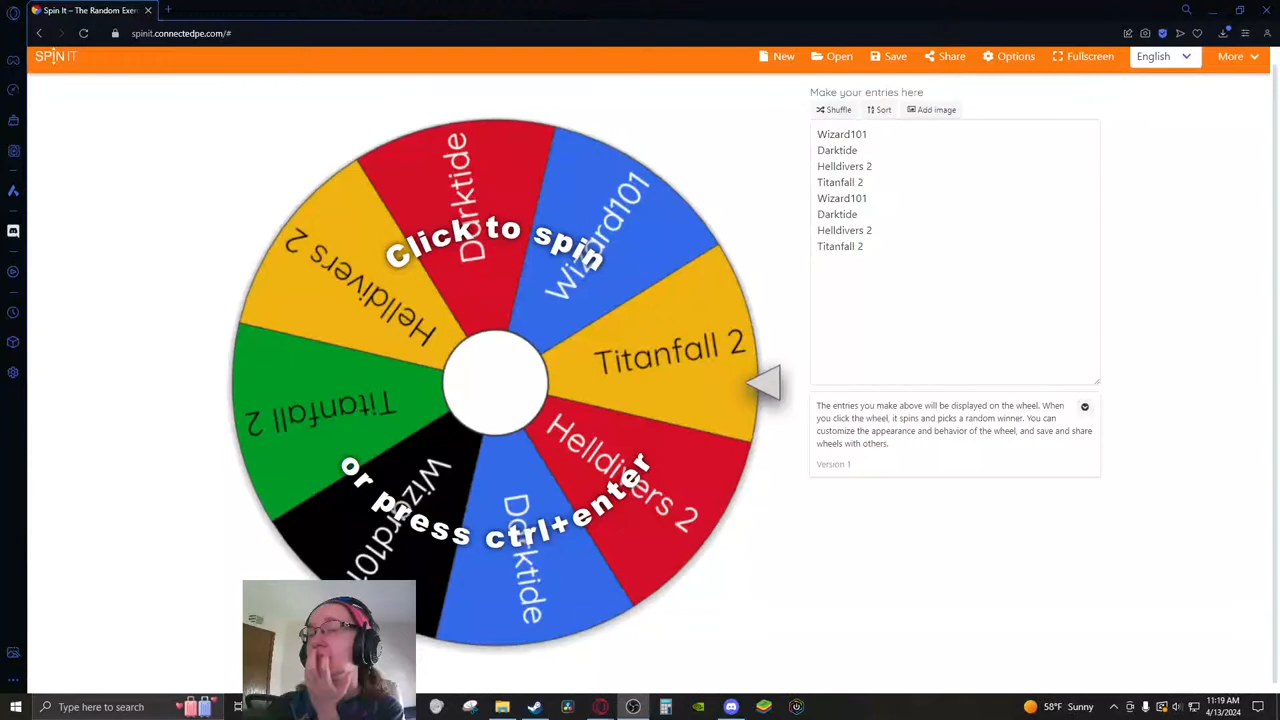 Spin It – The Random Exer
spinit.connectedpe.com/#
SPIN IT
New
Open
Save
Share
Options
Fullscreen
English
More
Make your entries here
Shuffle
Sort
Add image
Wizard101
Darktide
Helldivers 2
Titanfall 2
Wizard101
Darktide
Helldivers 2
Titanfall 2
The entries you make above will be displayed on the wheel. When
you click the wheel, it spins and picks a random winner. You can
customize the appearance and behavior of the wheel, and save and share
wheels with others.
Version 1
Click to spin
or press ctrl+enter
Darktide
Wizard101
Titanfall 2
Helldivers 2
Darktide
Wizard101
Titanfall 2
Helldivers 2
Type here to search
58°F Sunny
11:19 AM
4/13/2024